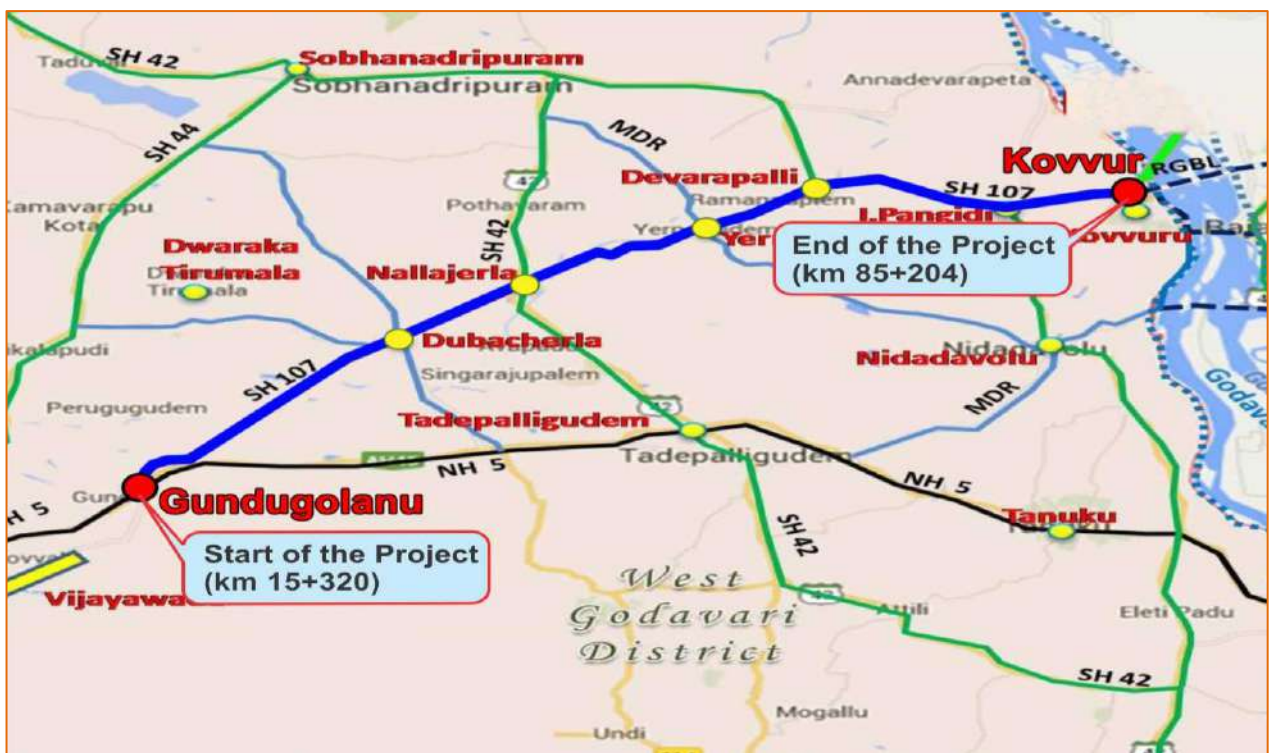 SH 42
Sobhanadripuram
Sobhanadripuram
Annadevarapeta
MDR
SH 44
Kovvur
RGBL
Devarapalli
SH 107
Pothavaram
SH 42
I.Pangidi
Kota
Dwaraka
Tirumala
Nallajerla
End of the Project
(km 85+204)
Dubacherla
Nidadavolu
Nidadavolu
SH 107
Singarajupalem
MDR
Perugugudem
Tadepalligudem
42
Tadepalligudem
NH 5
NH 5
Gundugolanu
Tanuku
Start of the Project
(km 15+320)
SH 42
West
Godavari
District
Attili
Eleti Padu
SH 42
Mogallu
Undi